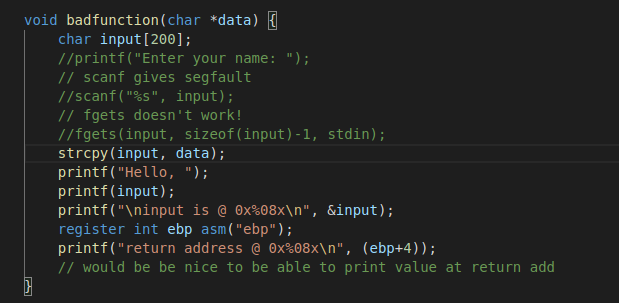 void badfunction(char *data) {
char input[200];
//printf("Enter your name: ");
// scanf gives segfault
//scanf("%s", input);
// fgets doesn't work!
//fgets(input, sizeof(input)-1, stdin);
strcpy(input, data);
printf("Hello, ");
printf(input);
printf("\ninput is @ 0x%08x\n", &input);
register int ebp asm("ebp");
printf("return address @ 0x%08x\n", (ebp+4));
// would be be nice to be able to print value at return add
}